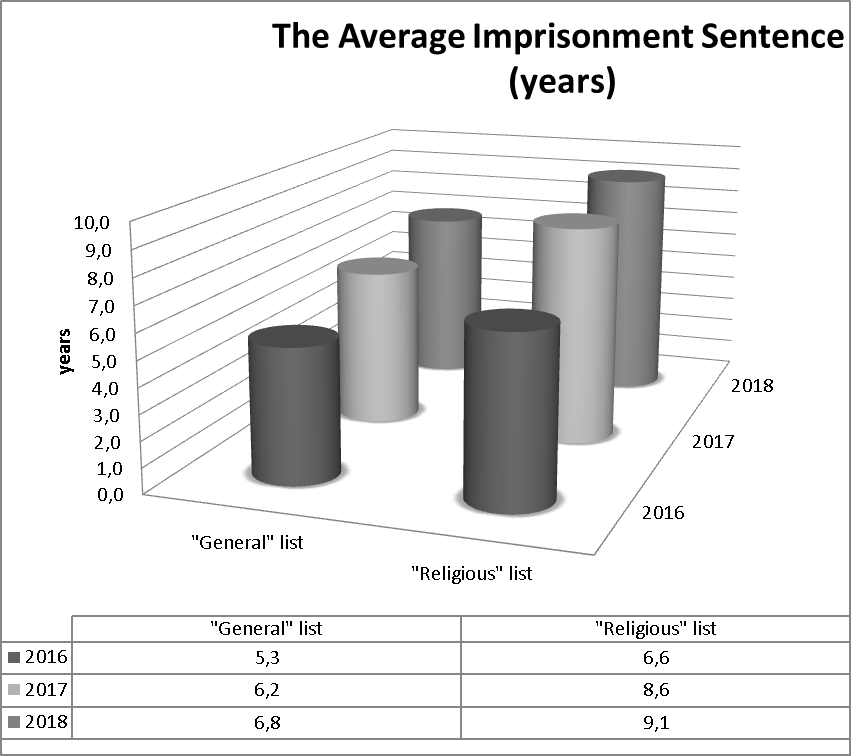 The Average Imprisonment Sentence
(years)
10,0
9,0
8,0
7,0
6,0
5,0
4,0
3,0
2,0
1,0
0,0
years
2018
2017
2016
"General" list
"Religious" list
"General" list "Religious" list
2016 5,3 6,6
2017 6,2 8,6
2018 6,8 9,1